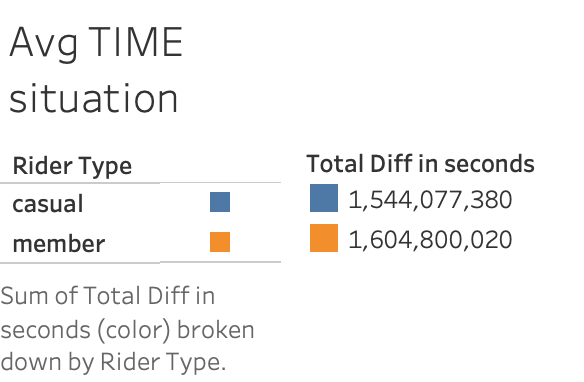 Avg TIME
situation
Rider Type
casual
member
Total Diff in seconds
1,544,077,380
1,604,800,020
Sum of Total Diff in
seconds (color) broken
down by Rider Type.